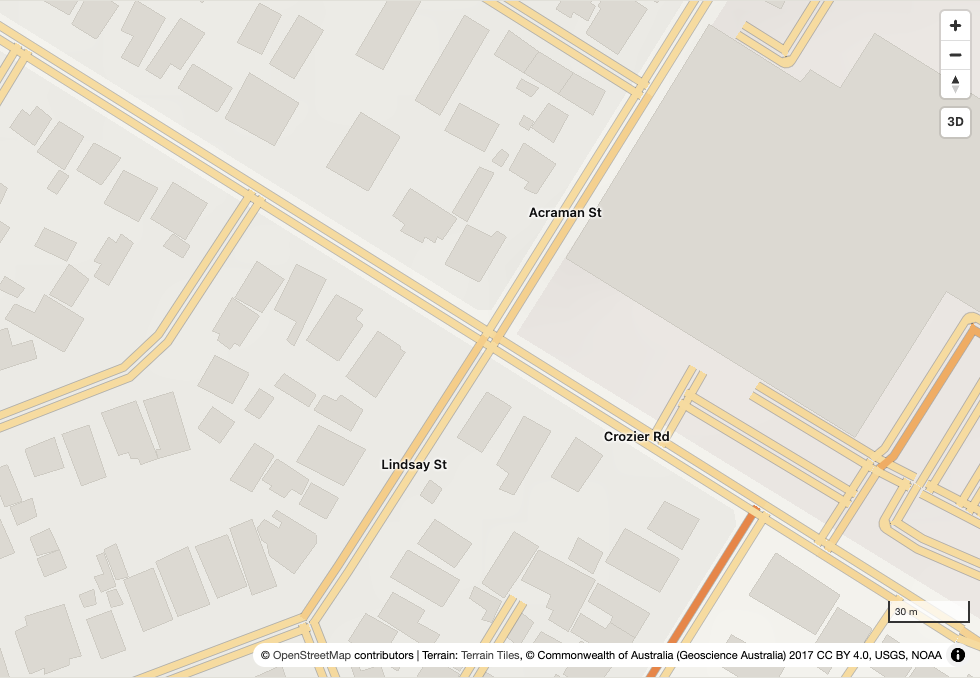 +
−
3D
Acraman St
Crozier Rd
Lindsay St
30 m
© OpenStreetMap contributors | Terrain: Terrain Tiles, © Commonwealth of Australia (Geoscience Australia) 2017 CC BY 4.0, USGS, NOAA